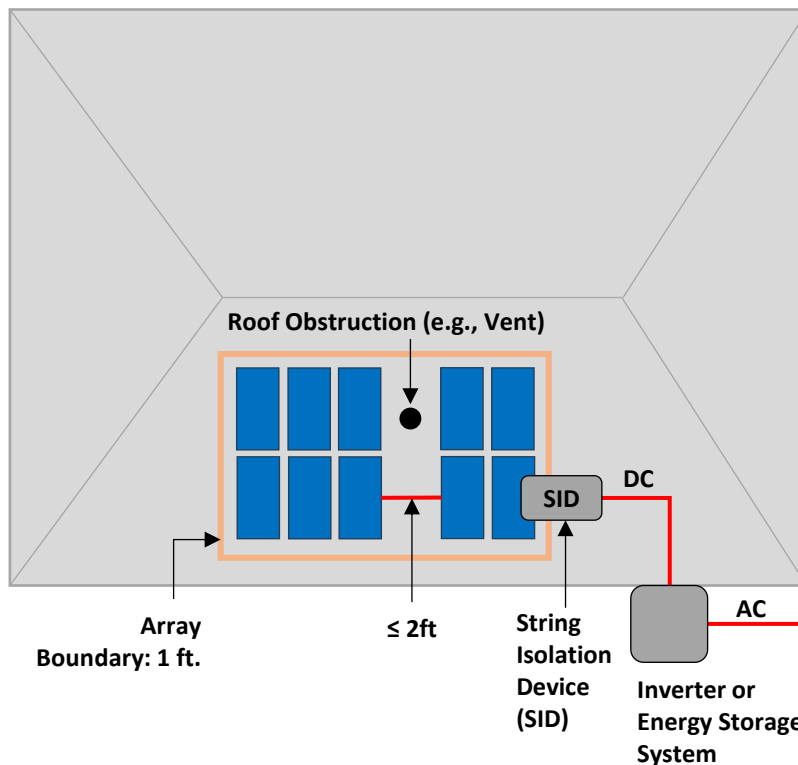 Roof Obstruction (e.g., Vent)
SID
DC
AC
Array
Boundary: 1 ft.
≤ 2ft
String
Isolation
Device
(SID)
Inverter or
Energy Storage
System